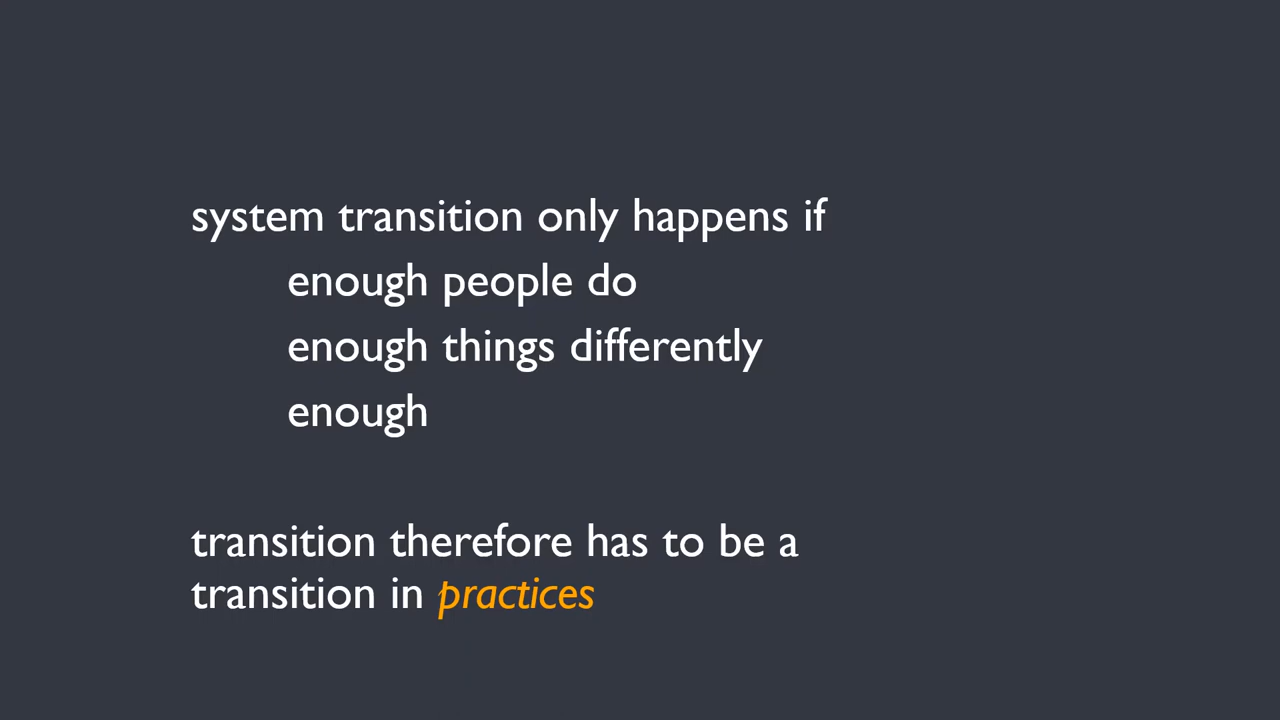 system transition only happens if
enough people do
enough things differently
enough
transition therefore has to be a
transition in practices